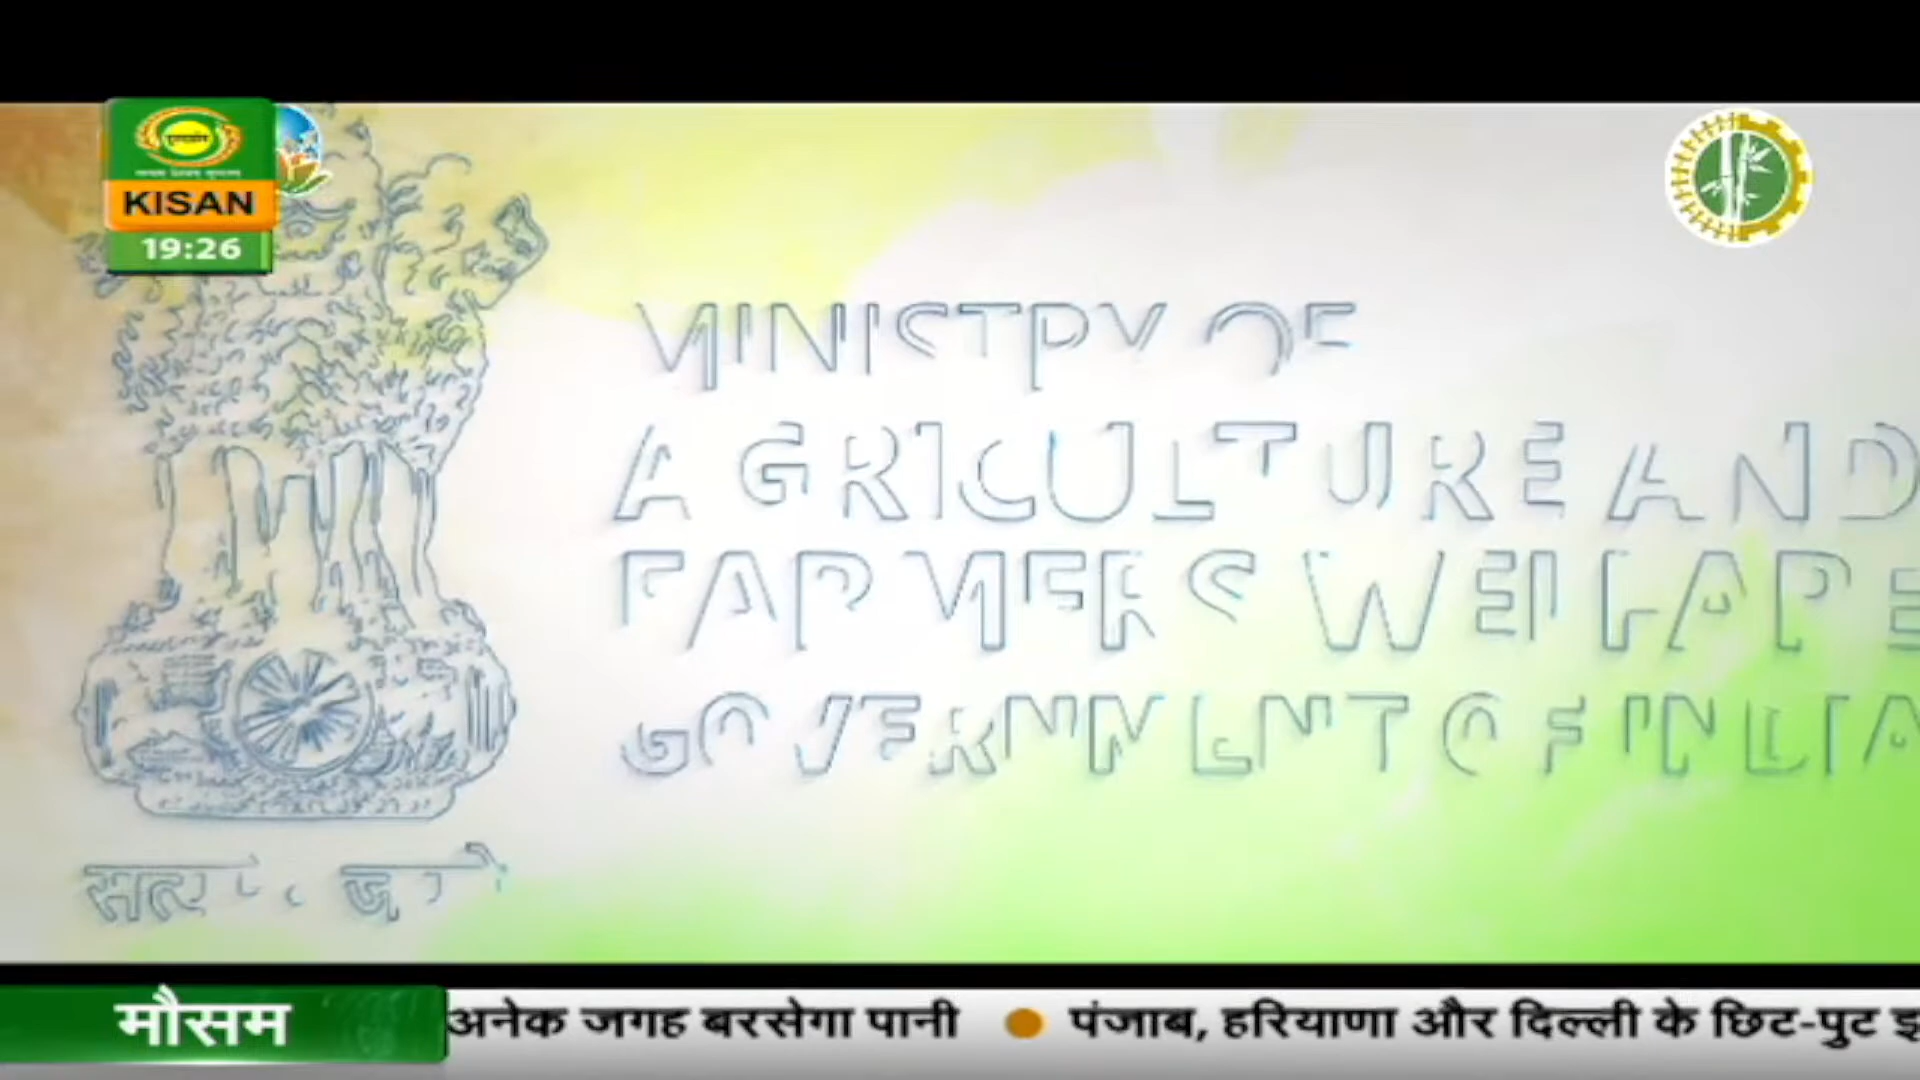 KISAN
19:26
MINISTRY OF
AGRICULTURE AND
FARMERS WELFARE
GOVERNMENT OF INDIA
मौसम
अनेक जगह बरसेगा पानी
पंजाब, हरियाणा और दिल्ली के छिट-पुट